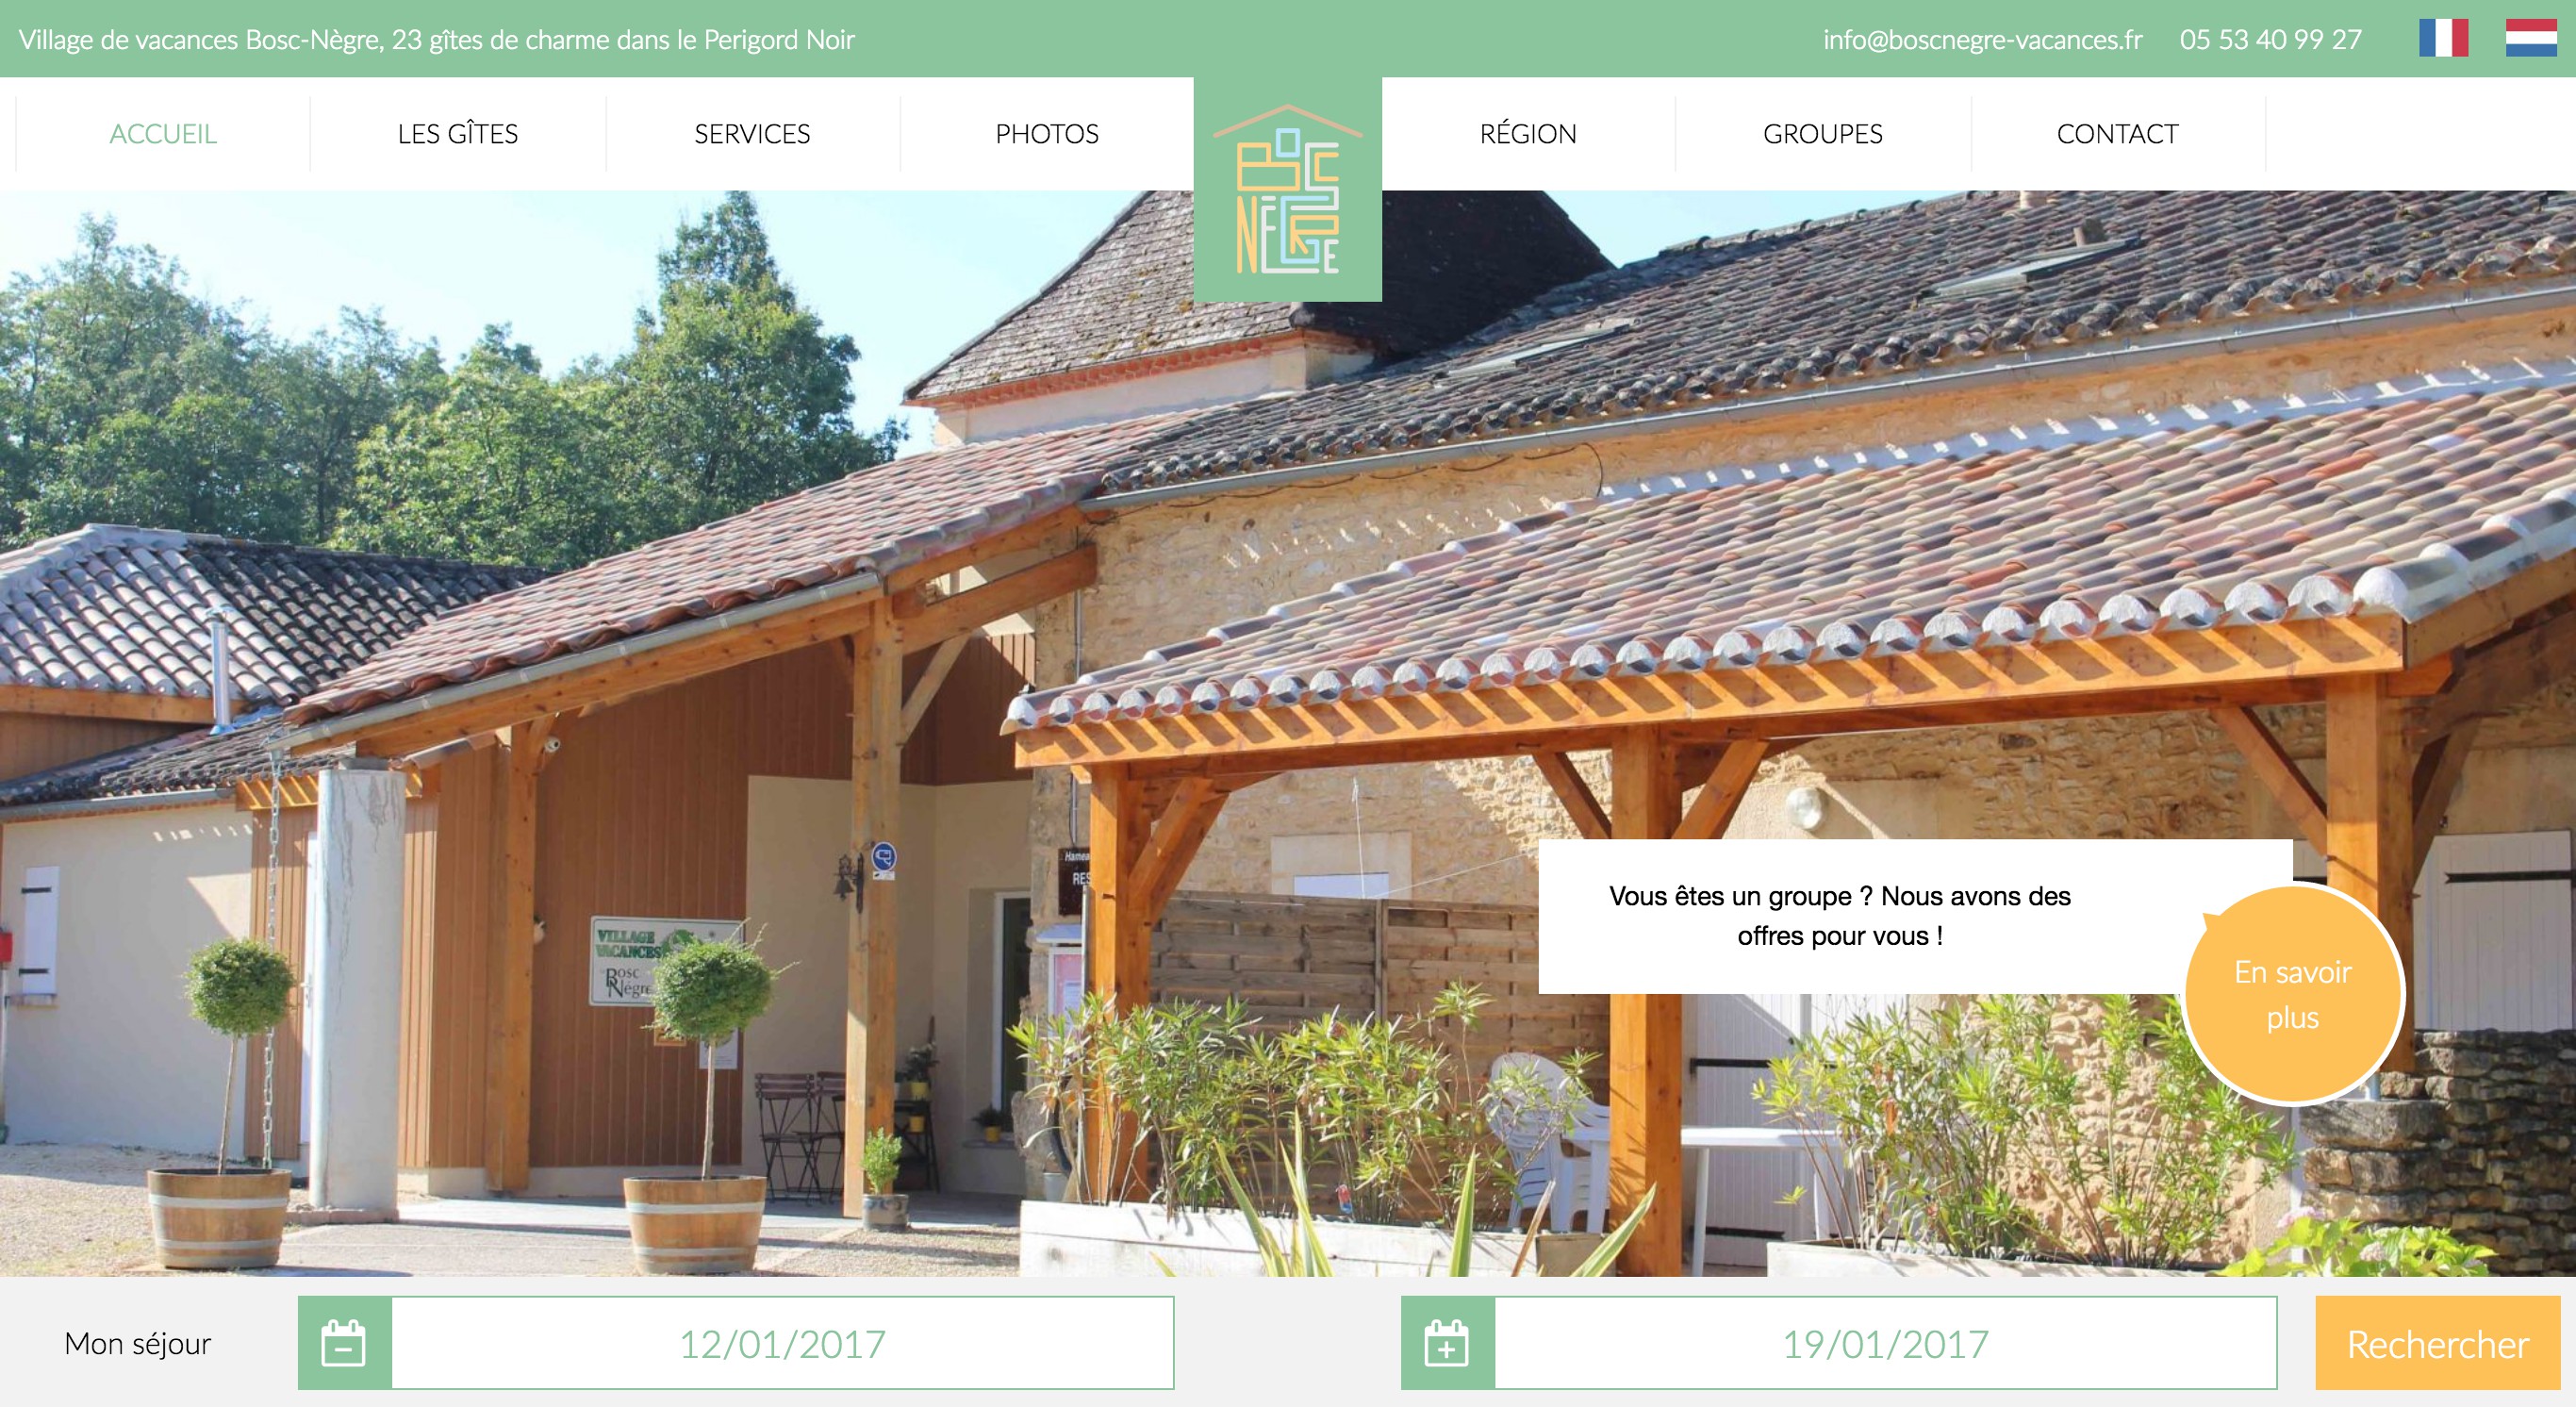 Village de vacances Bosc-Nègre, 23 gîtes de charme dans le Perigord Noir
info@boscnegre-vacances.fr 05 53 40 99 27
ACCUEIL LES GÎTES SERVICES PHOTOS RÉGION GROUPES CONTACT
BOSC
NÈGRE
Hamea
RES
VILLAGE
VACANCES
Bosc
Nègre
Vous êtes un groupe ? Nous avons des
offres pour vous !
En savoir
plus
Mon séjour 12/01/2017 19/01/2017 Rechercher